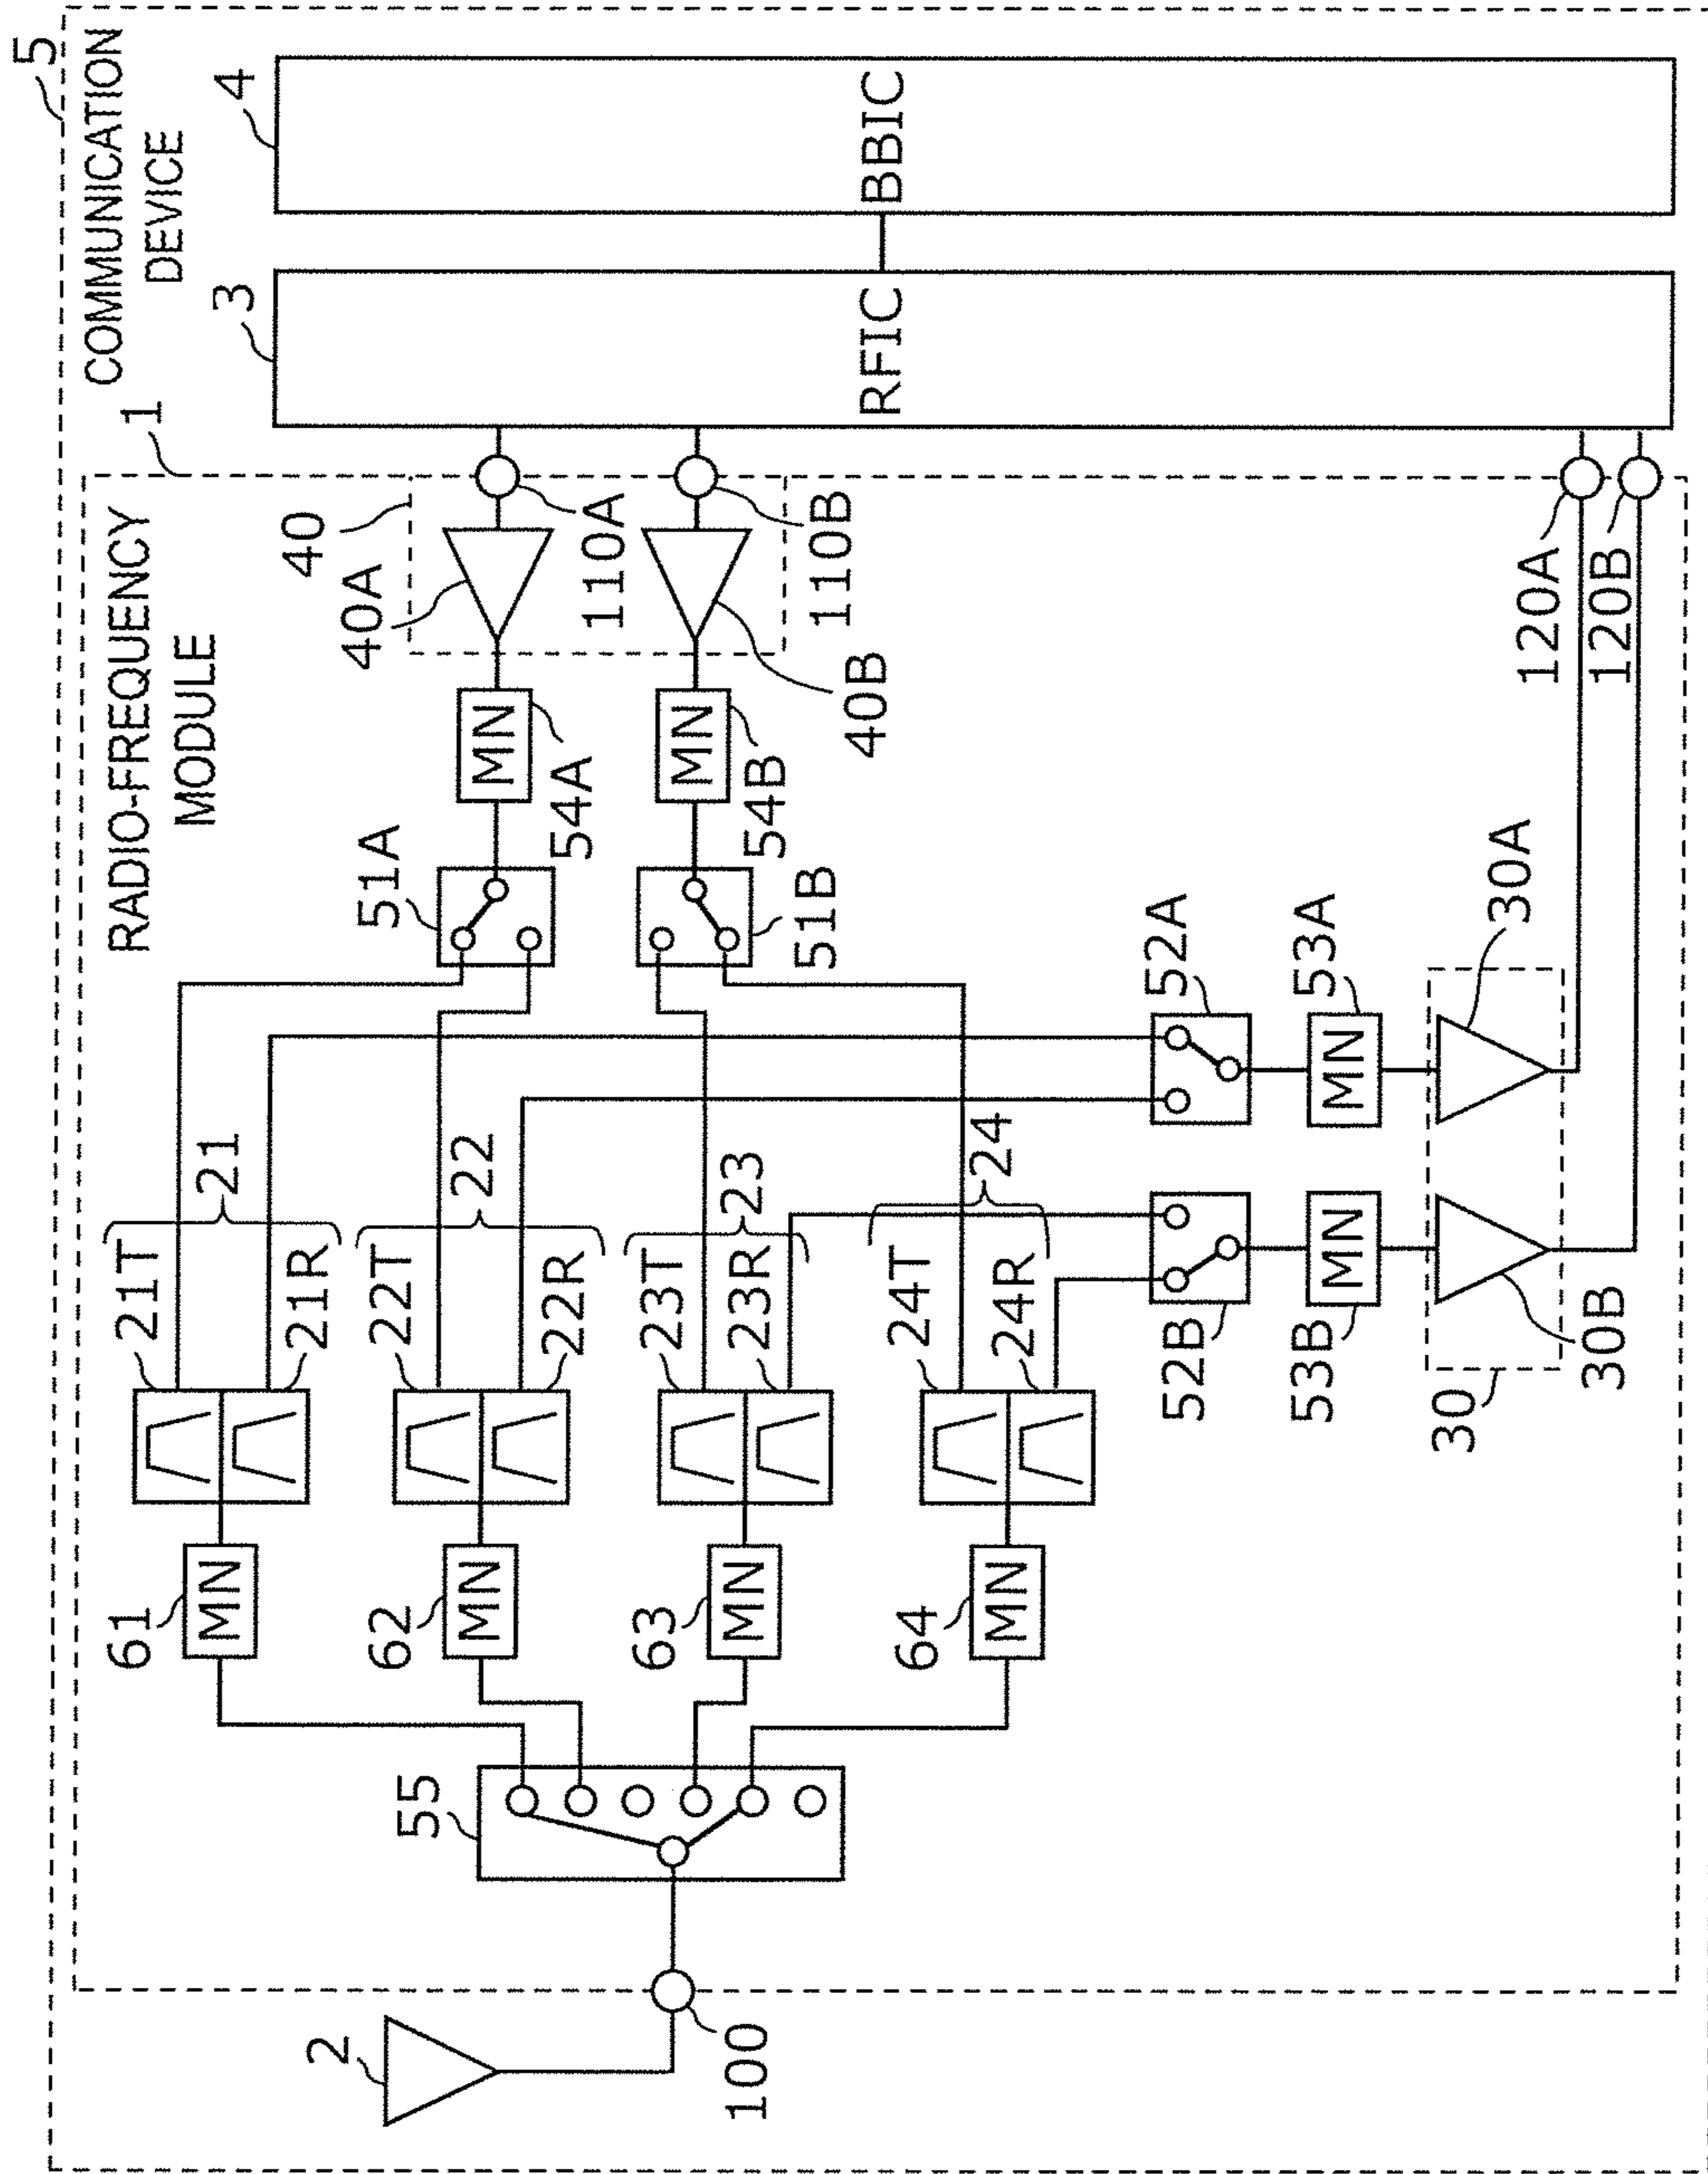 5
COMMUNICATION
DEVICE
4
BBIC
3
RFIC
1
RADIO-FREQUENCY
MODULE
40
40A
110A
110B
40B
MN
54A
MN
54B
51A
51B
120A
120B
52A
53A
MN
30A
52B
53B
MN
30B
30
21
21T
21R
22
22T
22R
23
23T
23R
24
24T
24R
61
MN
62
MN
63
MN
64
MN
55
2
100